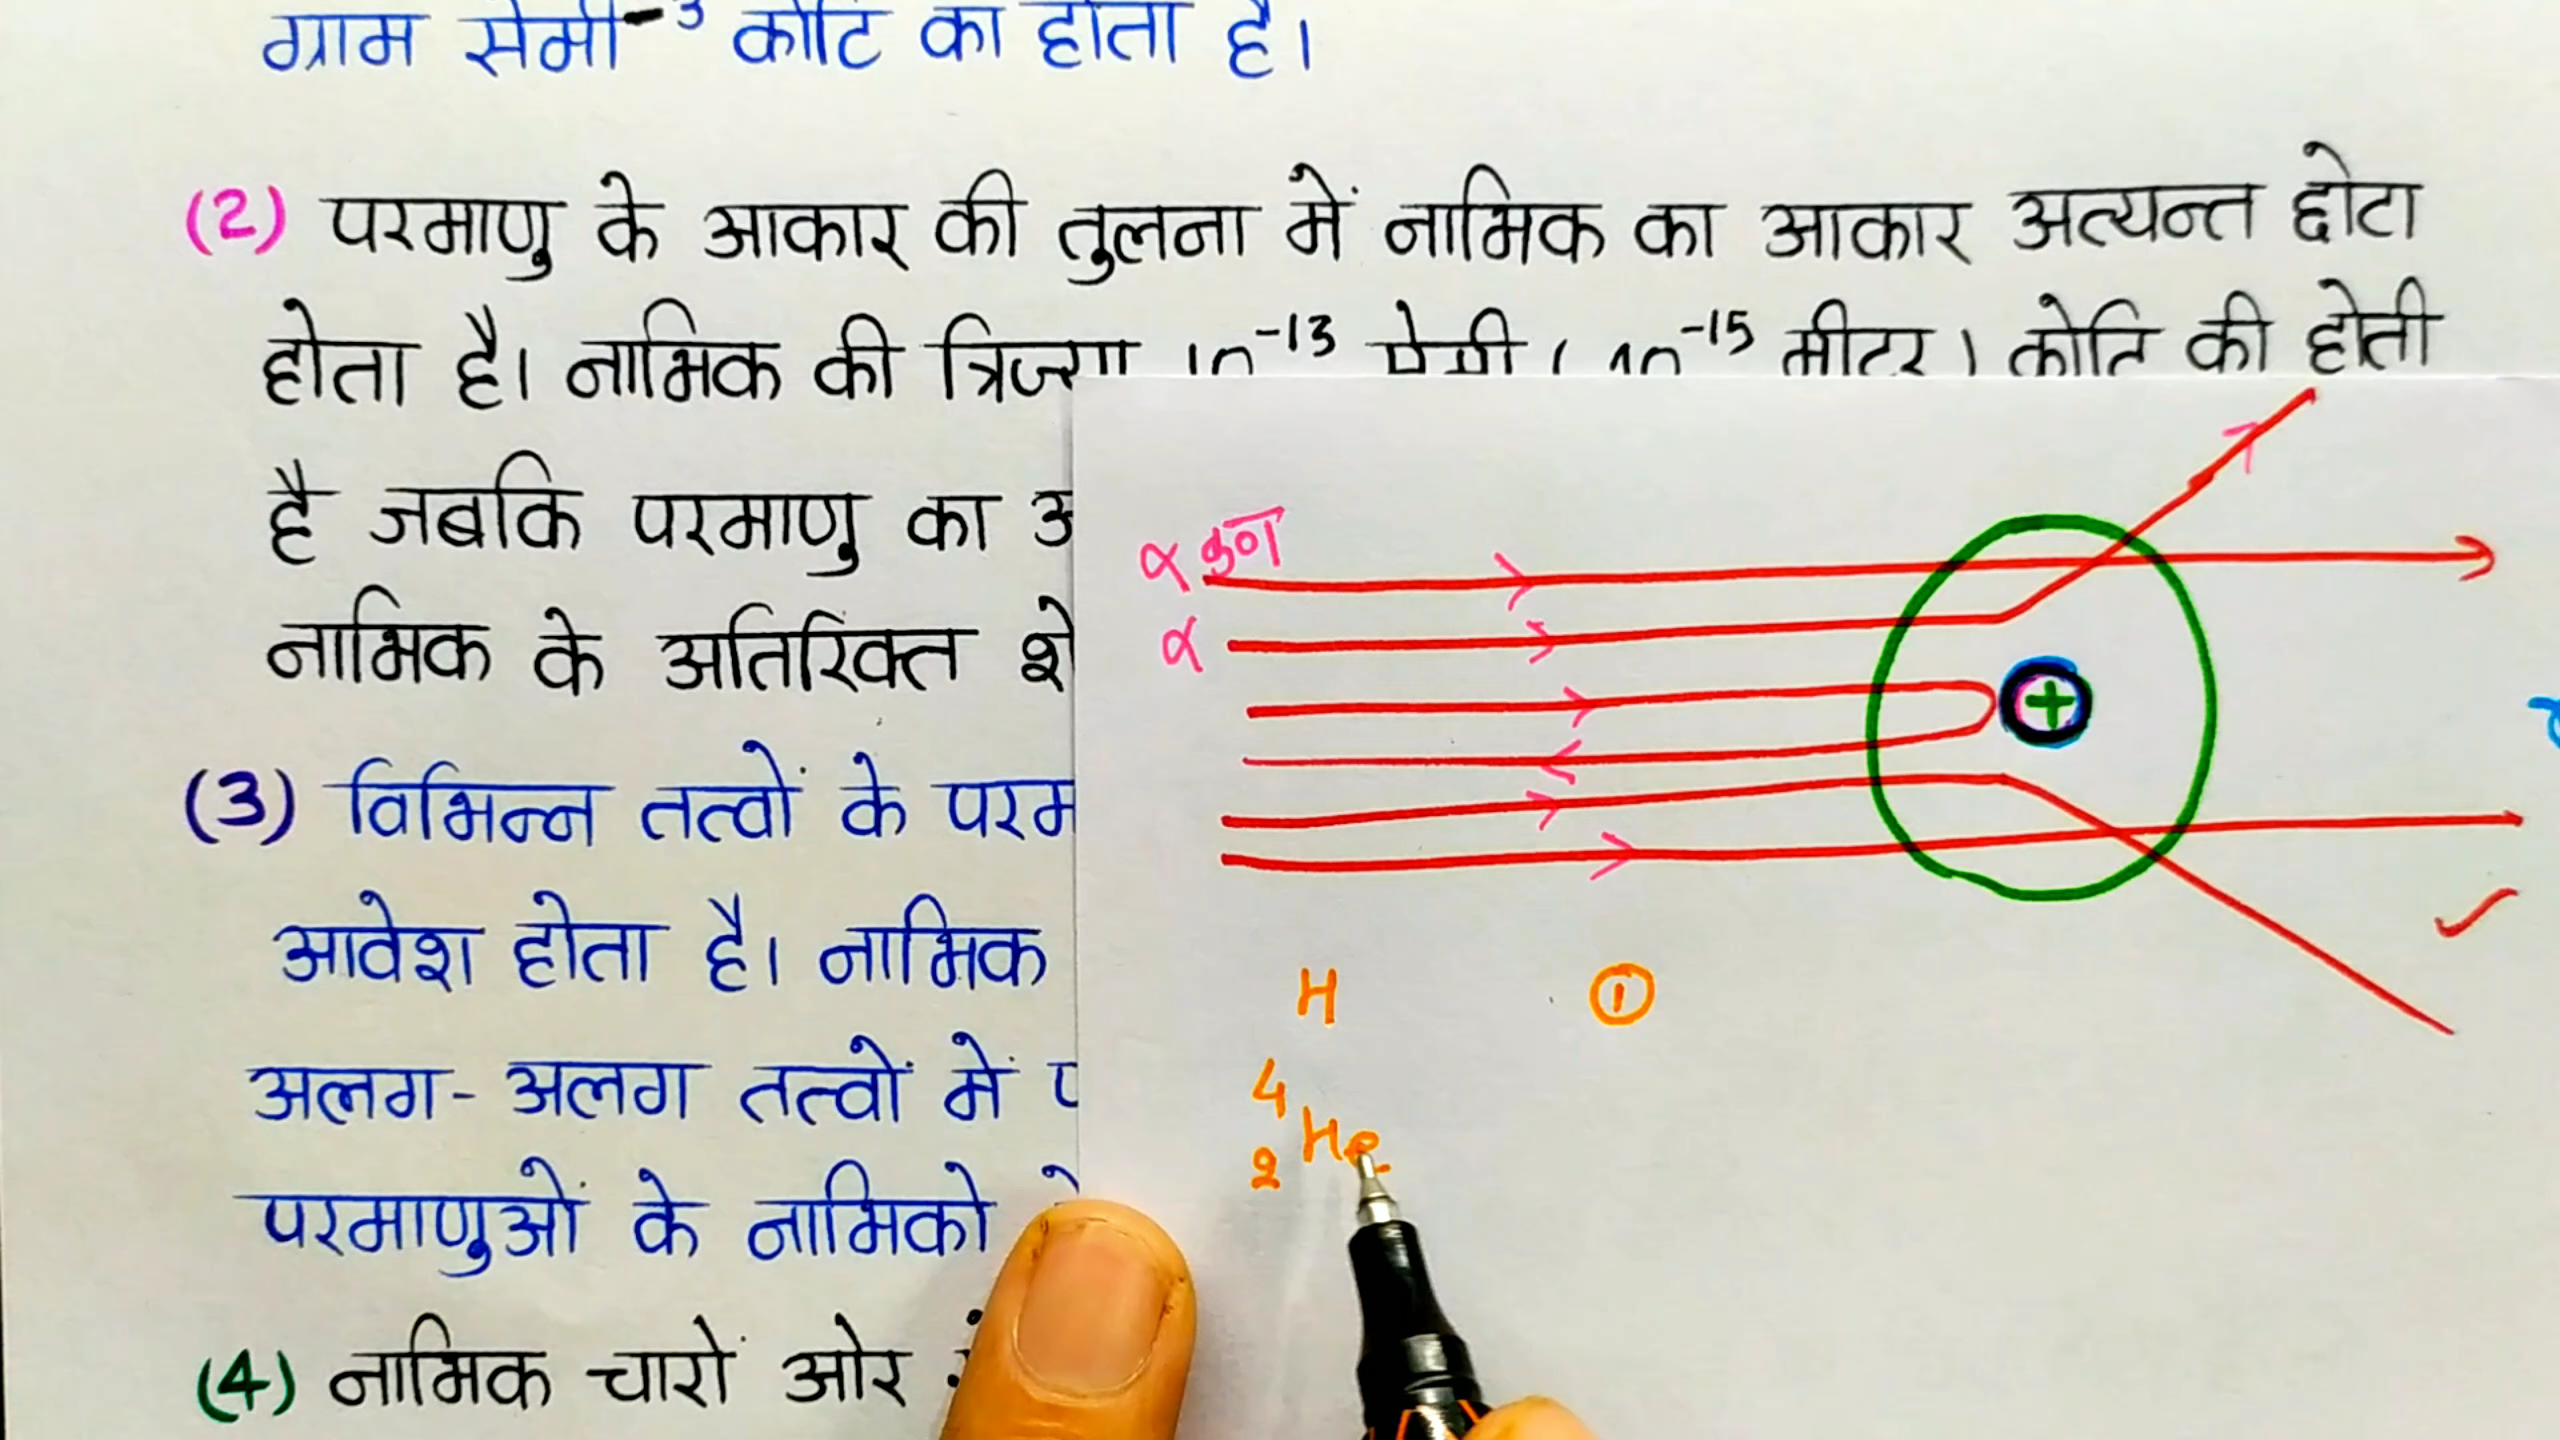 ग्राम सेमी-3 कोटि का होता है।
(2) परमाणु के आकार की तुलना में नाभिक का आकार अत्यन्त छोटा
होता है। नाभिक की त्रिज्या 10-13 सेमी ( 10-15 मीटर ) कोटि की होती
है जबकि परमाणु का
नाभिक के अतिरिक्त
(3) विभिन्न तत्वों के
आवेश होता है। नाभिक
अलग-अलग तत्वों में
परमाणुओं के नाभिको
(4) नाभिक चारों ओर
α कण
α
+
H 1
4
2 He